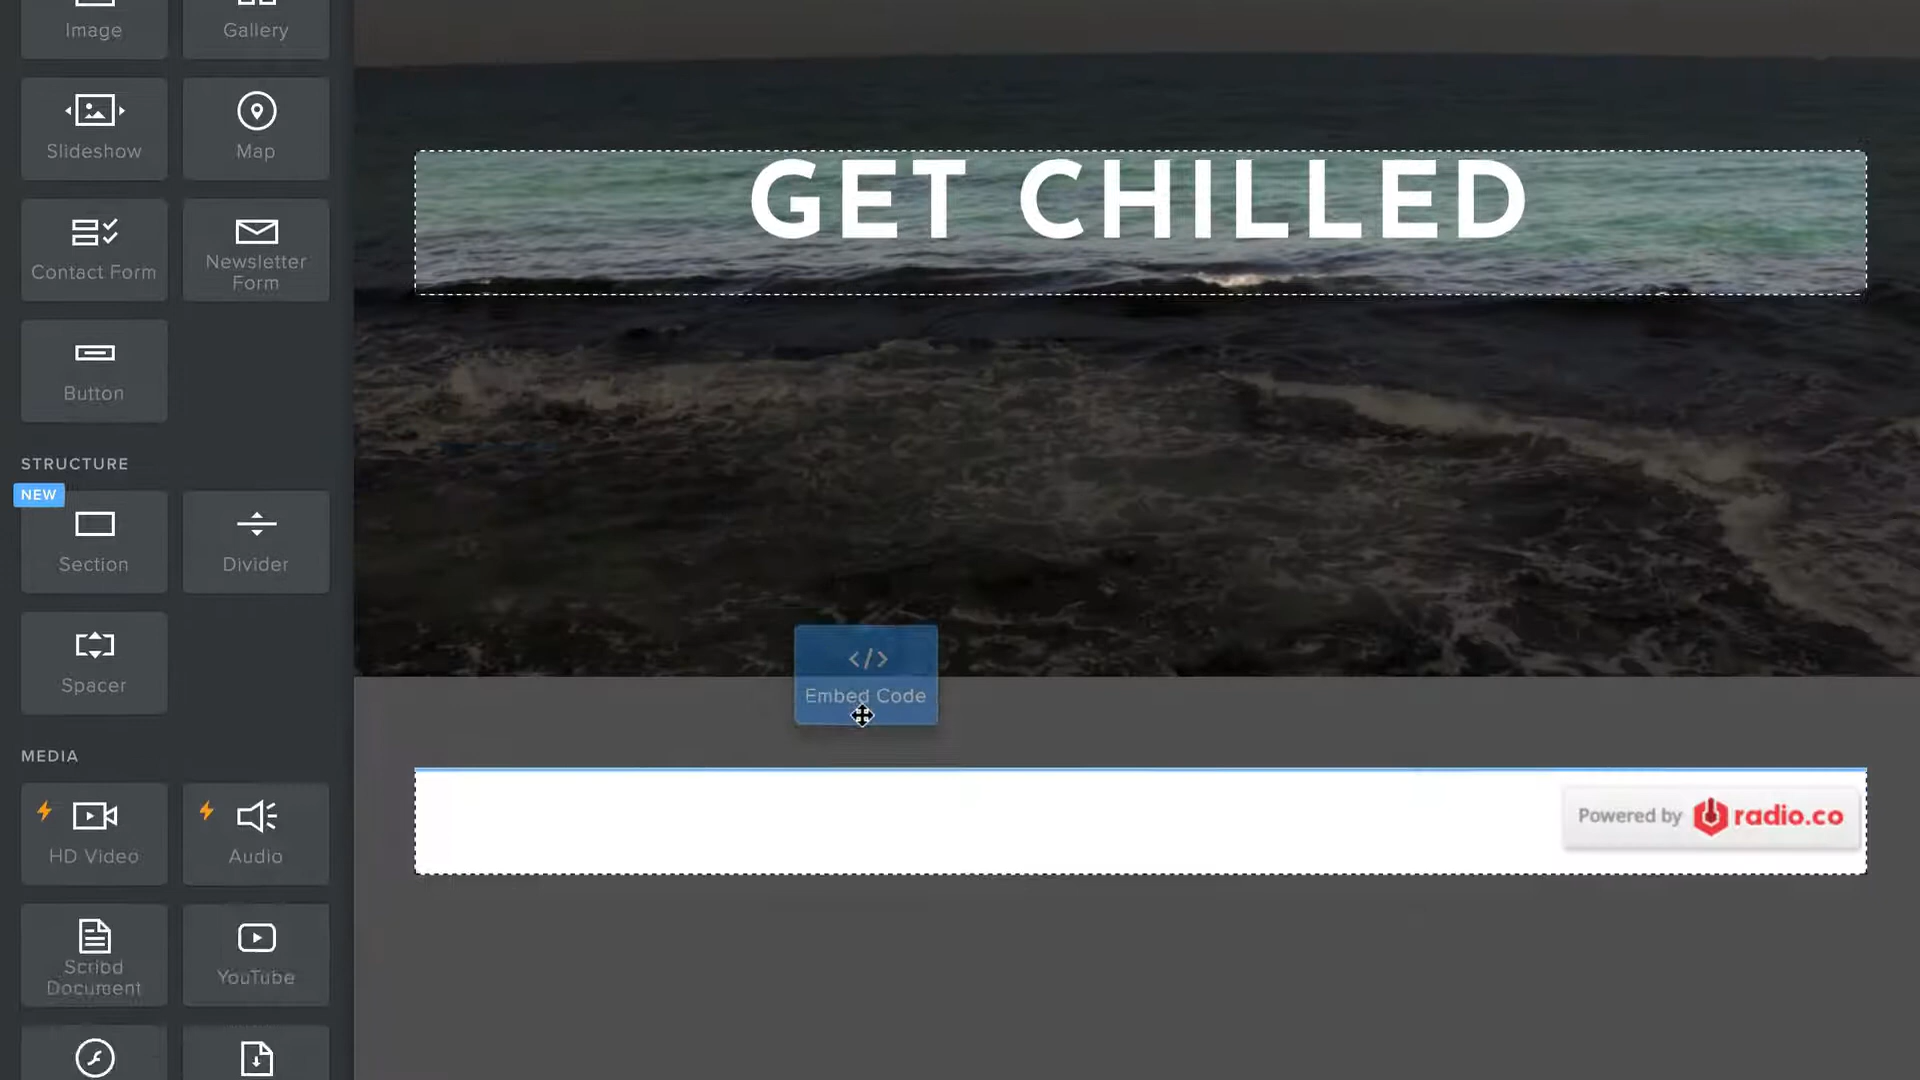 Image
Gallery
Slideshow
Map
Contact Form
Newsletter
Form
Button
STRUCTURE
NEW
Section
Divider
Spacer
MEDIA
HD Video
Audio
Scribd
Document
YouTube
GET CHILLED
</> 
Embed Code
Powered by radio.co